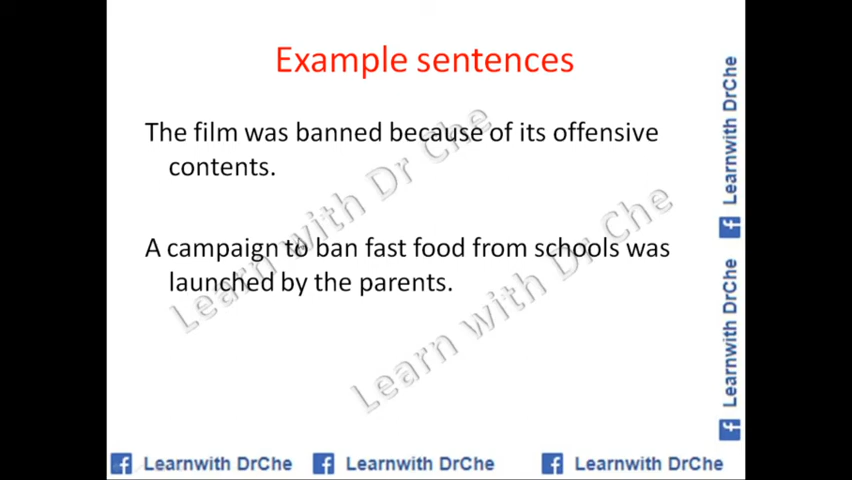 Example sentences
The film was banned because of its offensive
contents.
A campaign to ban fast food from schools was
launched by the parents.
Learn with Dr Che
Learn with Dr Che
Learnwith DrChe
Learnwith DrChe
Learnwith DrChe
Learnwith DrChe
Learnwith DrChe